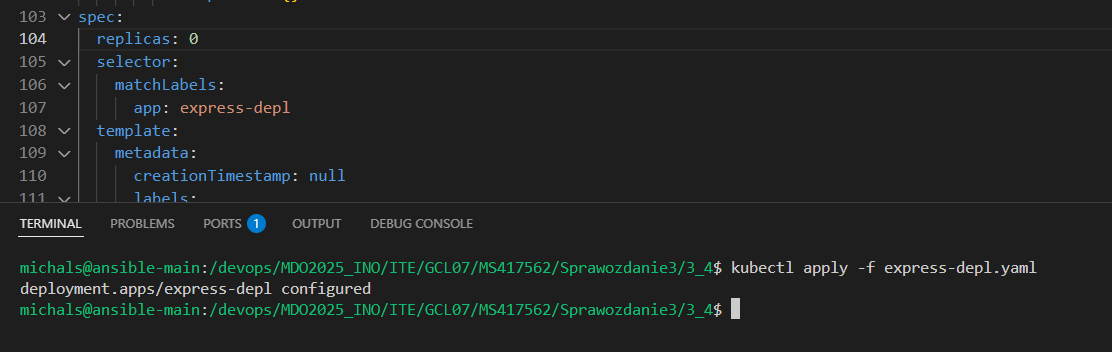 103 spec:
104 replicas: 0
105 selector:
106 matchLabels:
107 app: express-depl
108 template:
109 metadata:
110 creationTimestamp: null
111 labels:
TERMINAL PROBLEMS PORTS 1 OUTPUT DEBUG CONSOLE
michals@ansible-main:/devops/MDO2025_INO/ITE/GCL07/MS417562/Sprawozdanie3/3_4$ kubectl apply -f express-depl.yaml
deployment.apps/express-depl configured
michals@ansible-main:/devops/MDO2025_INO/ITE/GCL07/MS417562/Sprawozdanie3/3_4$